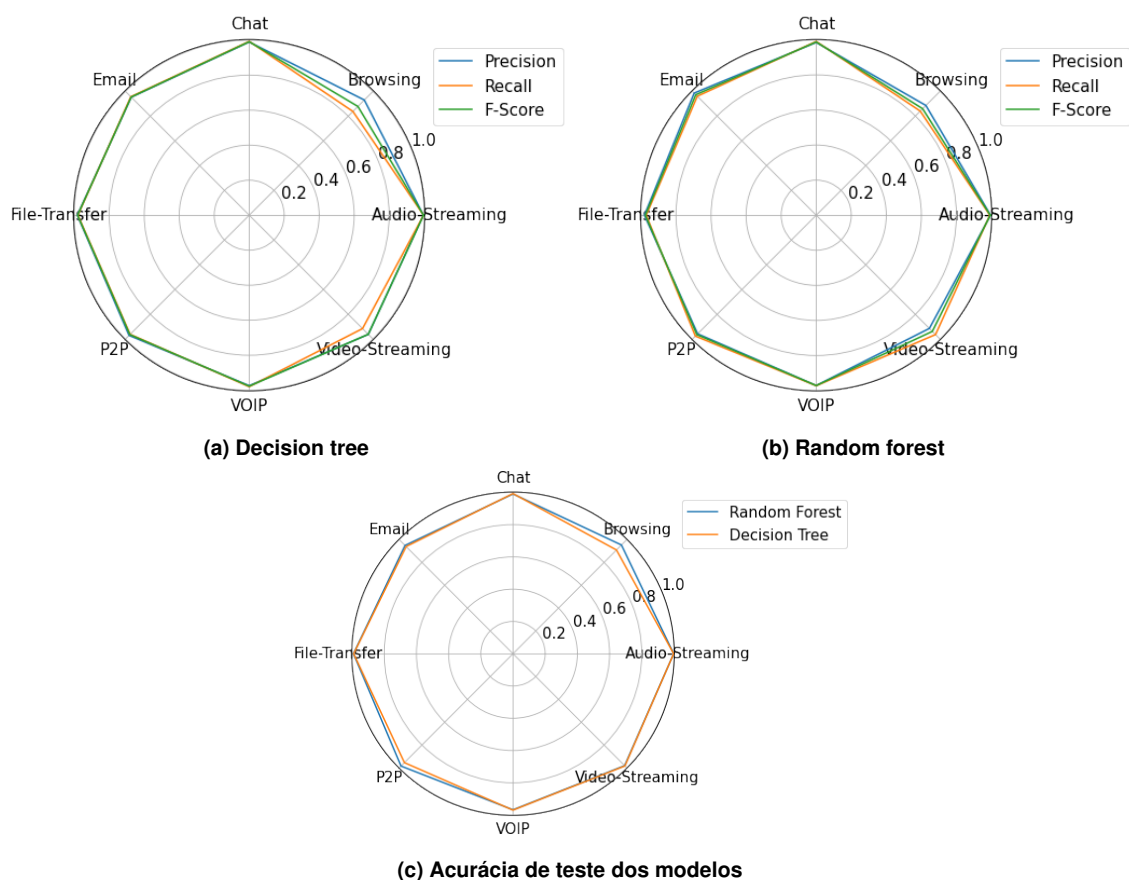 Chat
Precision
Recall
F-Score
Email
Browsing
1.0
0.8
0.6
0.4
0.2
File-Transfer
Audio-Streaming
P2P
Video-Streaming
VOIP
(a) Decision tree
Chat
Precision
Recall
F-Score
Email
Browsing
1.0
0.8
0.6
0.4
0.2
File-Transfer
Audio-Streaming
P2P
Video-Streaming
VOIP
(b) Random forest
Chat
Random Forest
Decision Tree
Email
Browsing
1.0
0.8
0.6
0.4
0.2
File-Transfer
Audio-Streaming
P2P
Video-Streaming
VOIP
(c) Acurácia de teste dos modelos